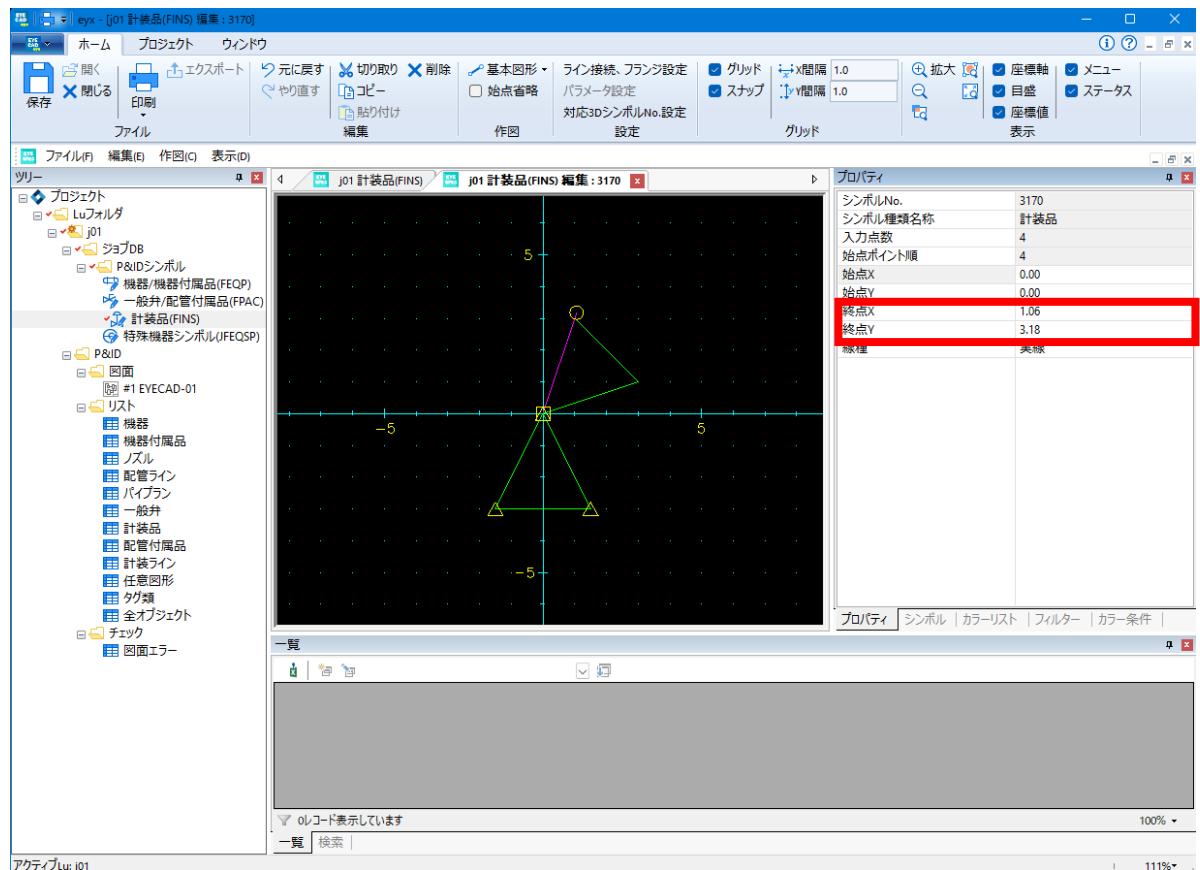 eyx - [j01 計装品(FINS) 編集 : 3170]
ホーム プロジェクト ウィンドウ
開く
閉じる
保存
印刷
エクスポート
ファイル
元に戻す
やり直す
切り取り
削除
コピー
貼り付け
編集
基本図形
始点省略
作図
ライン接続、フランジ設定
パラメータ設定
対応3DシンボルNo.設定
設定
グリッド
スナップ
X間隔 1.0
Y間隔 1.0
グリッド
拡大
座標軸
目盛
座標値
メニュー
ステータス
表示
ファイル(F) 編集(E) 作図(C) 表示(D)
ツリー
プロジェクト
Luフォルダ
j01
ジョブDB
P&IDシンボル
機器/機器付属品(FEQP)
一般弁/配管付属品(FPAC)
計装品(FINS)
特殊機器シンボル(JFEQSP)
P&ID
図面
#1 EYECAD-01
リスト
機器
機器付属品
ノズル
配管ライン
パイプラン
一般弁
計装品
配管付属品
計装ライン
任意図形
タグ類
全オブジェクト
チェック
図面エラー
j01 計装品(FINS)
j01 計装品(FINS) 編集 : 3170
5
-5
5
-5
プロパティ
シンボルNo. 3170
シンボル種類名称 計装品
入力点数 4
始点ポイント順 4
始点X 0.00
始点Y 0.00
終点X 1.06
終点Y 3.18
線種 実線
プロパティ シンボル カラーリスト フィルター カラー条件
一覧
0レコード表示しています
100%
一覧 検索
アクティブLu: j01
111%